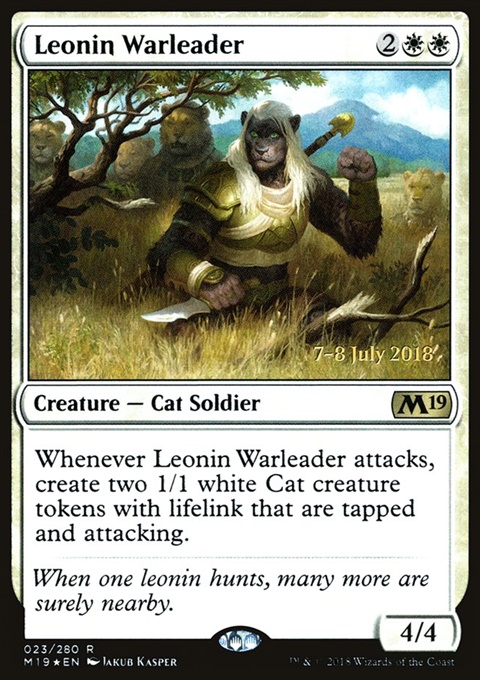 Leonin Warleader 2
7–8 July 2018
Creature — Cat Soldier M19
Whenever Leonin Warleader attacks,
create two 1/1 white Cat creature
tokens with lifelink that are tapped
and attacking.
When one leonin hunts, many more are
surely nearby.
4/4
023/280 R
M19★EN Jakub Kasper ™ & © 2018 Wizards of the Coast